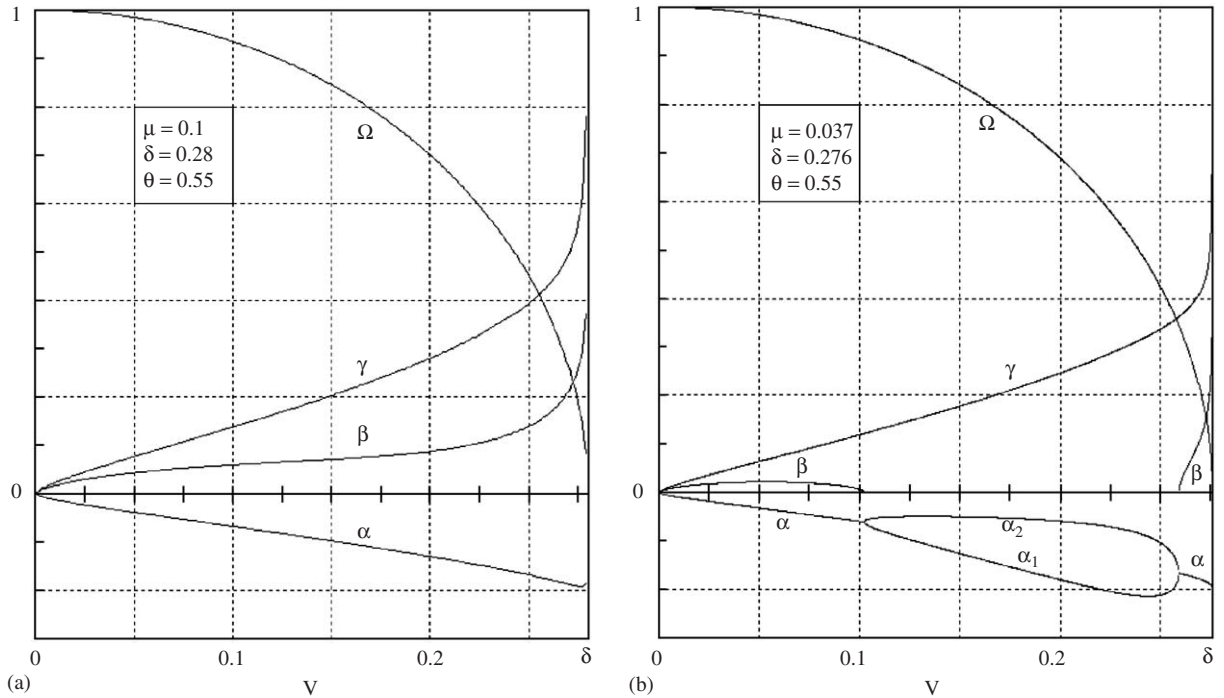 1
μ = 0.1
δ = 0.28
θ = 0.55
Ω
γ
β
0
α
0
0.1
0.2
δ
V
(a)
1
μ = 0.037
δ = 0.276
θ = 0.55
Ω
γ
β
β
0
α
α2
α1
α
0
0.1
0.2
δ
V
(b)